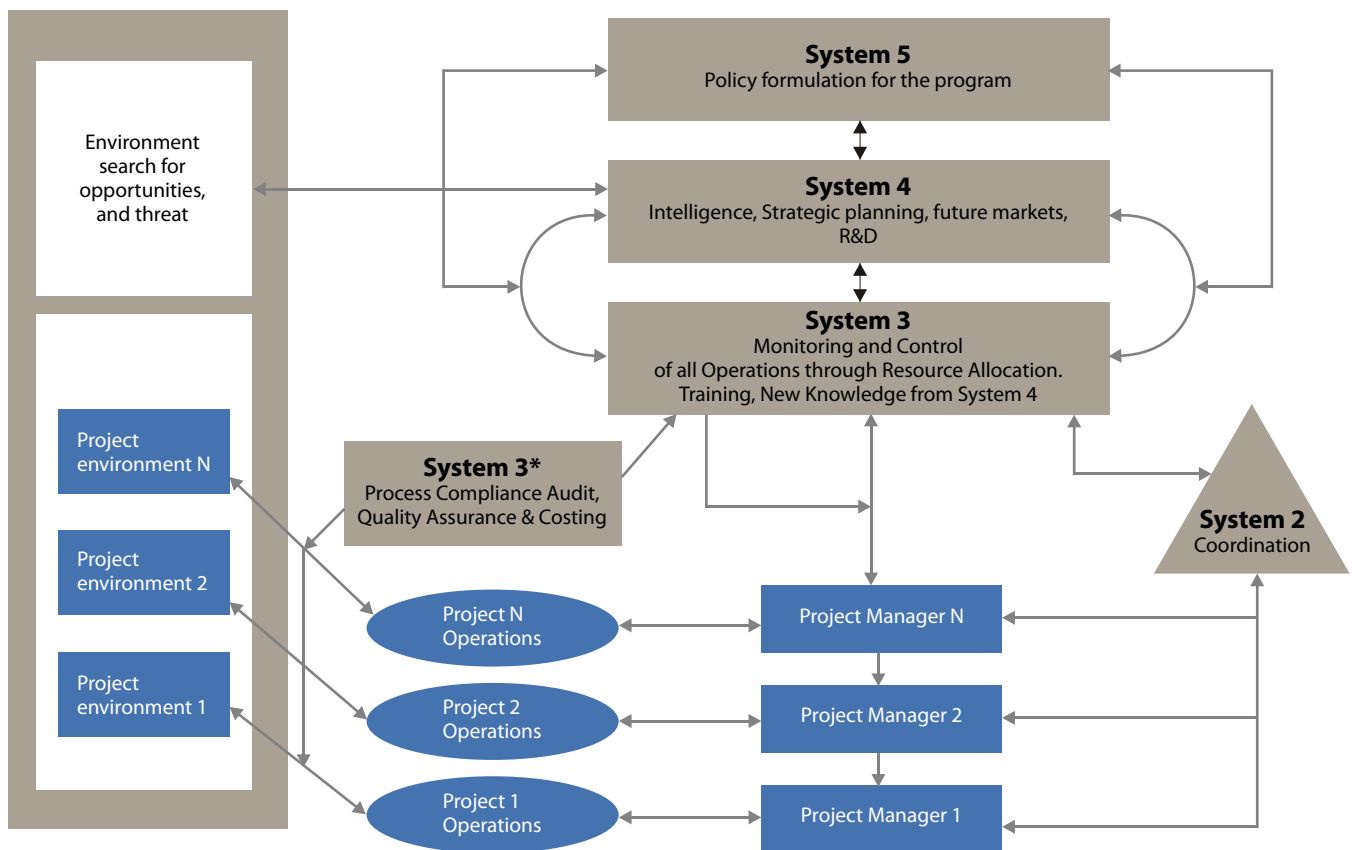 System 5
Policy formulation for the program
Environment
search for
opportunities,
and threat
System 4
Intelligence, Strategic planning, future markets,
R&D
System 3
Monitoring and Control
of all Operations through Resource Allocation.
Training, New Knowledge from System 4
Project
environment N
System 3*
Process Compliance Audit,
Quality Assurance & Costing
System 2
Coordination
Project
environment 2
Project N
Operations
Project Manager N
Project
environment 1
Project 2
Operations
Project Manager 2
Project 1
Operations
Project Manager 1